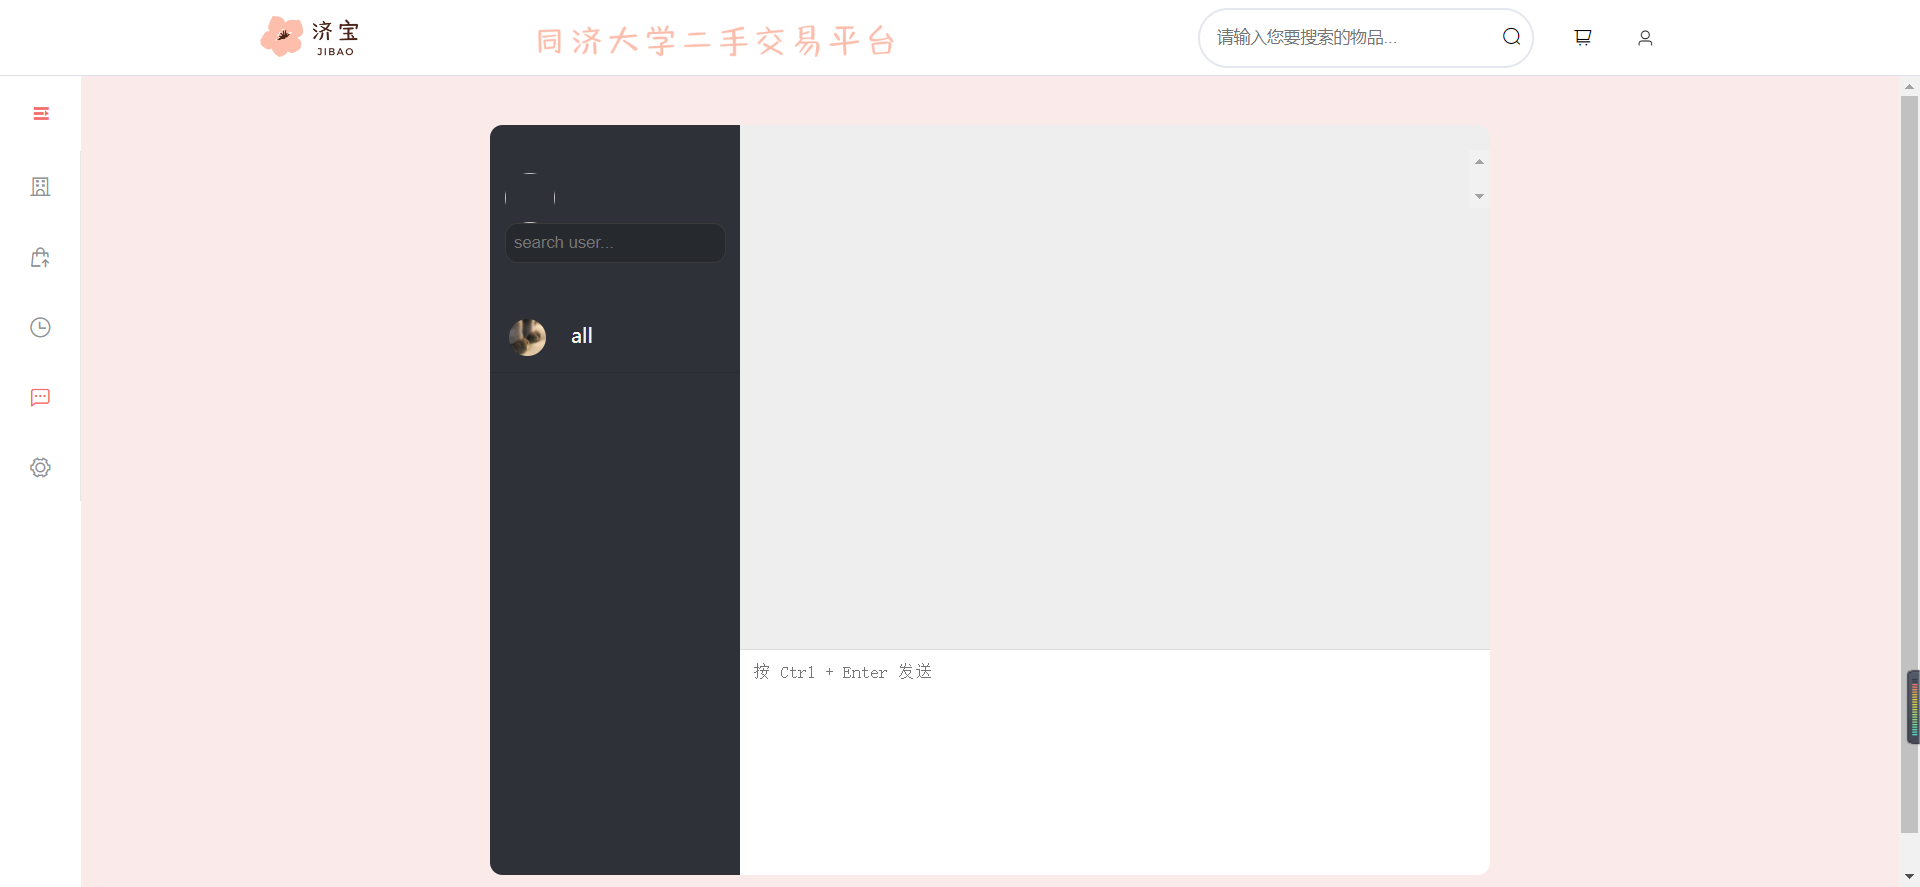 济宝
JIBAO
同济大学二手交易平台
请输入您要搜索的物品...
search user...
all
按 Ctrl + Enter 发送